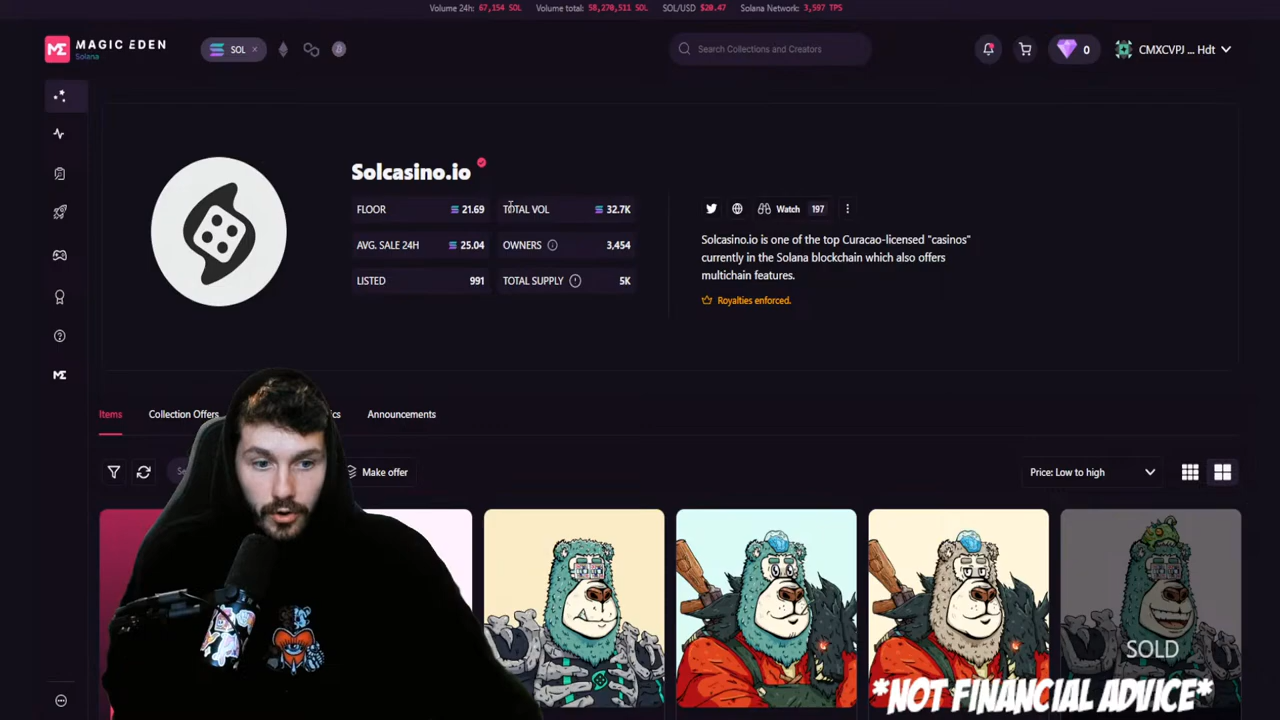 Volume 24h: 67,154 SOL Volume total: 58,270,511 SOL SOL/USD $20.47 Solana Network: 3,597 TPS
MAGIC EDEN
Solana
SOL ×
Search Collections and Creators
0
CMXCVPJ ... Hdt
Solcasino.io
FLOOR 21.69 TOTAL VOL 32.7K
AVG. SALE 24H 25.04 OWNERS 3,454
LISTED 991 TOTAL SUPPLY 5K
Watch 197
Solcasino.io is one of the top Curacao-licensed "casinos"
currently in the Solana blockchain which also offers
multichain features.
Royalties enforced.
Items Collection Offers Announcements
Make offer
Price: Low to high
SOLD
*NOT FINANCIAL ADVICE*